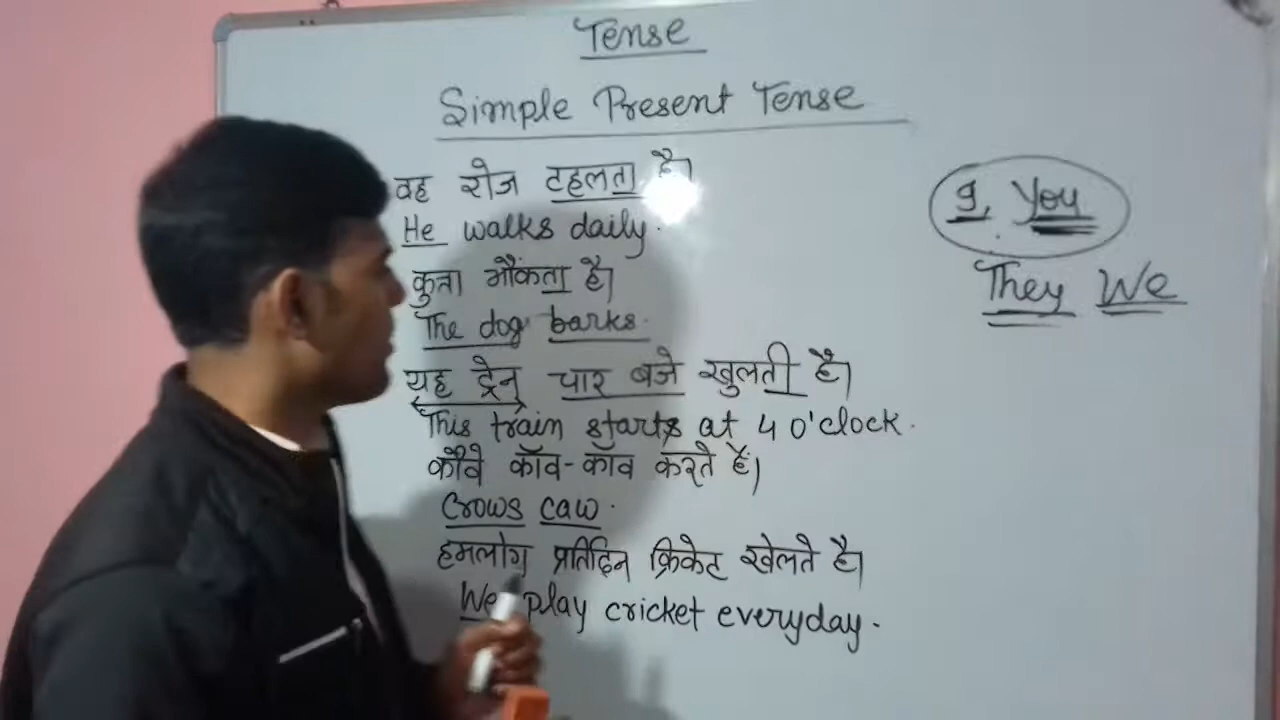 Tense
Simple Present Tense
वह रोज टहलता है।
He walks daily.
कुत्ता भौंकता है।
The dog barks.
यह ट्रेन चार बजे खुलती है।
This train starts at 4 o'clock.
कौवे काँव-काँव करते हैं।
Crows caw.
हमलोग प्रतिदिन क्रिकेट खेलते है।
We play cricket everyday.
I, You
They We